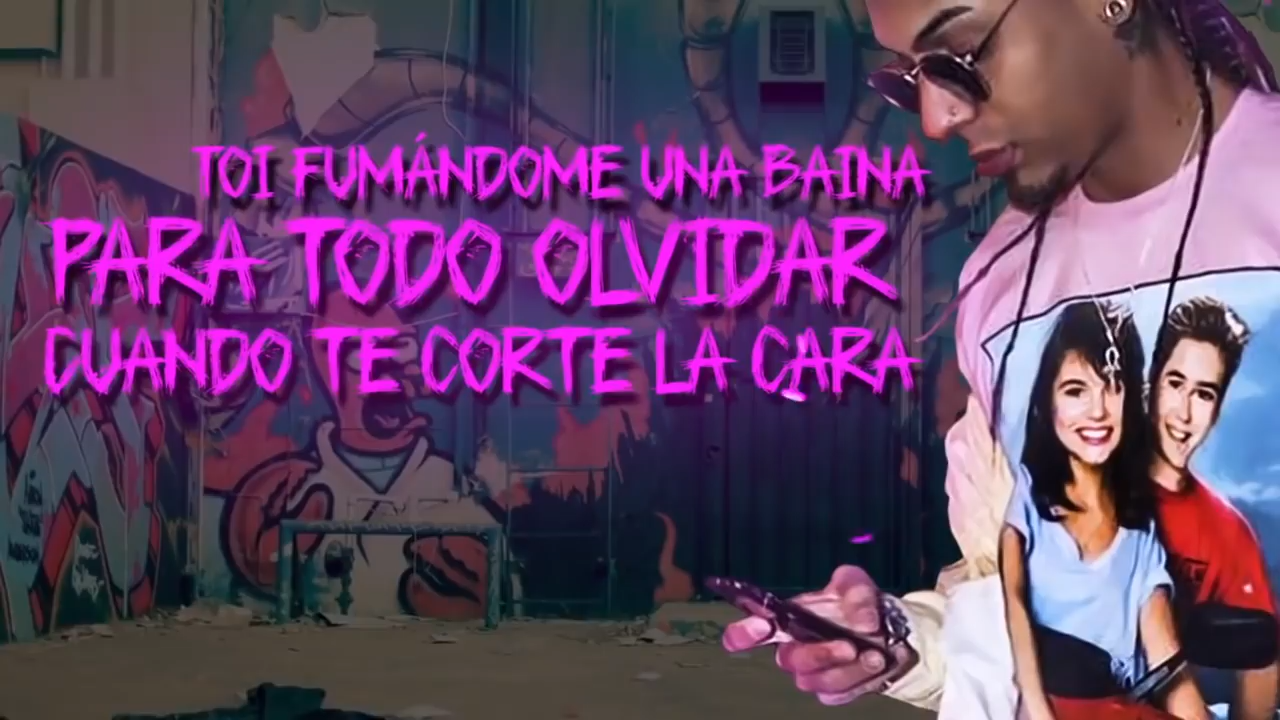 TOI FUMÁNDOME UNA BAINA
PARA TODO OLVIDAR
CUANDO TE CORTE LA CARA